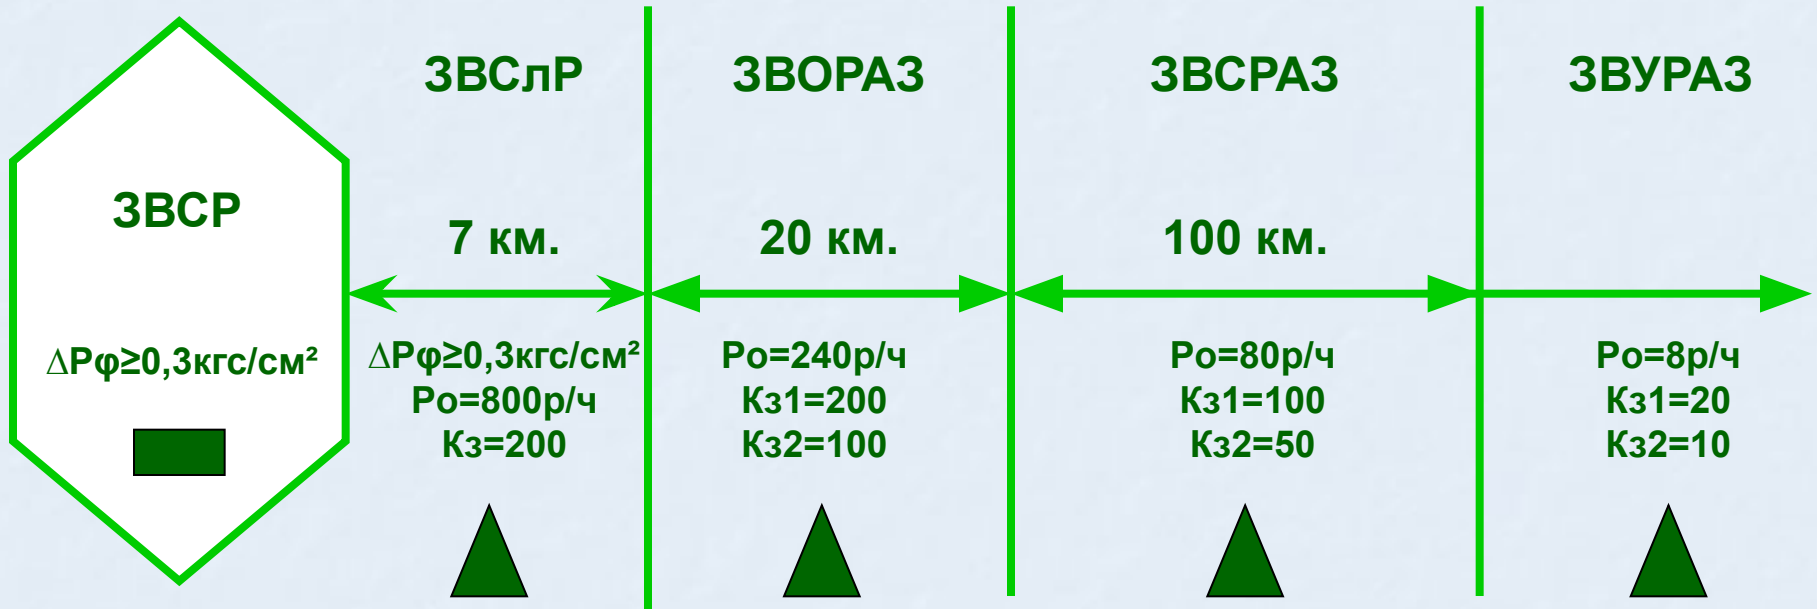 ЗВСР
∆Рφ≥0,3кгс/см²
ЗВСлР
7 км.
∆Рφ≥0,3кгс/см²
Ро=800р/ч
Кз=200
ЗВОРАЗ
20 км.
Ро=240р/ч
Кз1=200
Кз2=100
ЗВСРАЗ
100 км.
Ро=80р/ч
Кз1=100
Кз2=50
ЗВУРАЗ
Ро=8р/ч
Кз1=20
Кз2=10